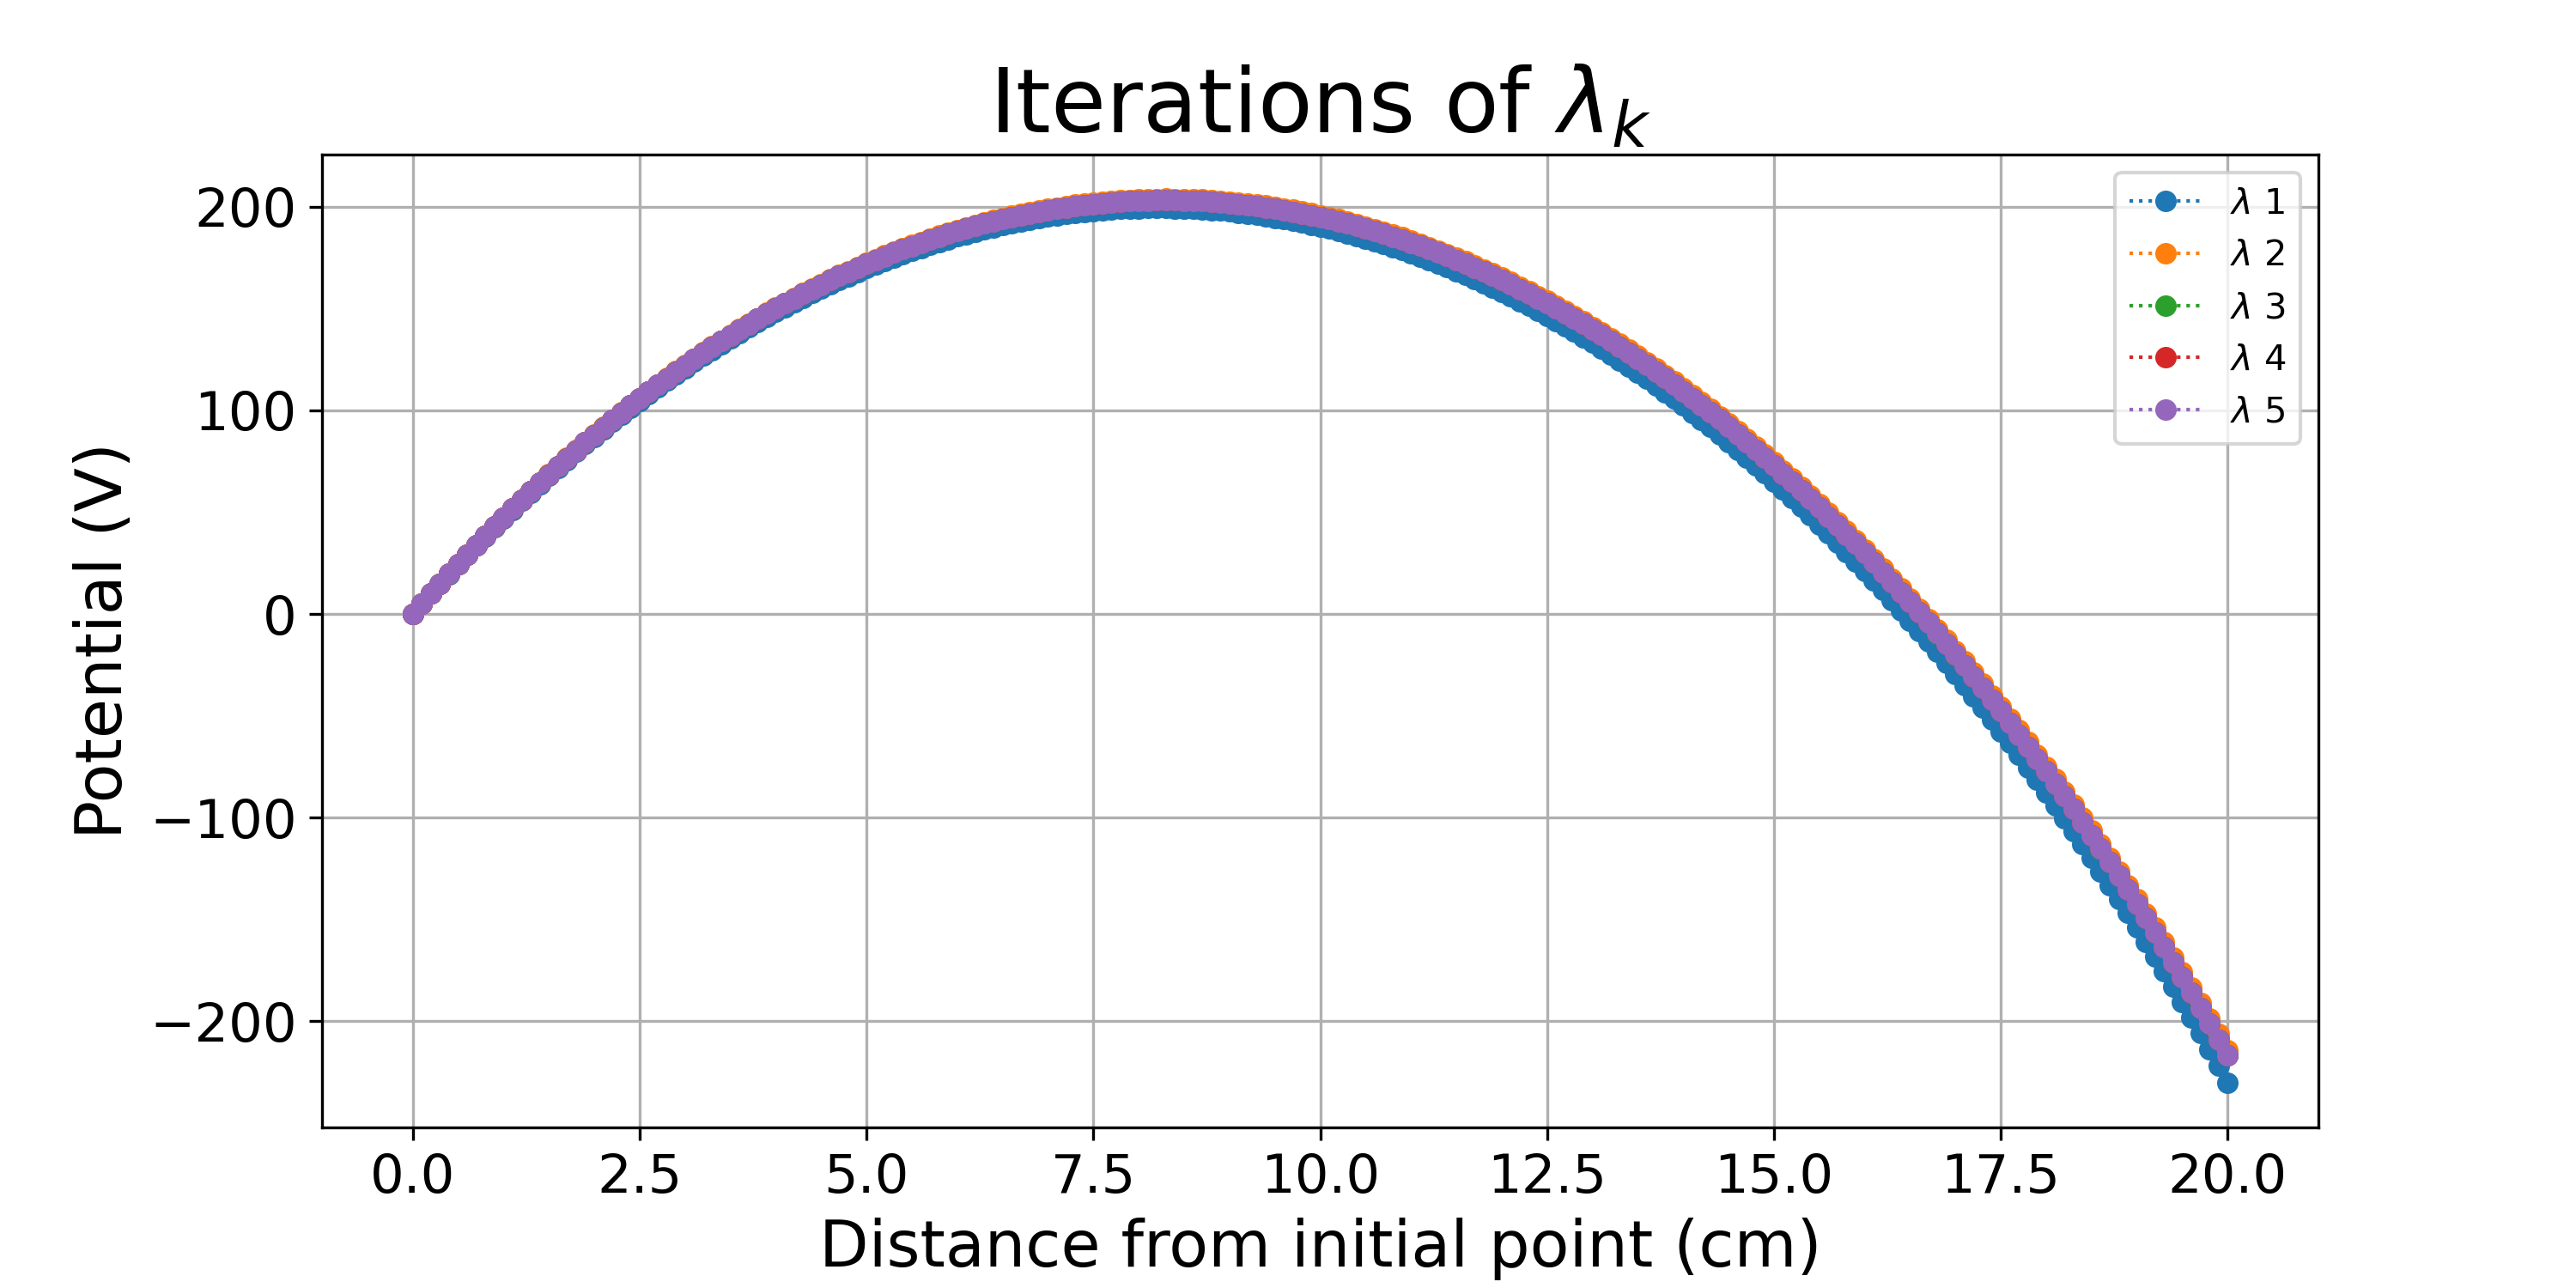 Iterations of λk
λ 1
λ 2
λ 3
λ 4
λ 5
Potential (V)
200
100
0
−100
−200
0.0 2.5 5.0 7.5 10.0 12.5 15.0 17.5 20.0
Distance from initial point (cm)